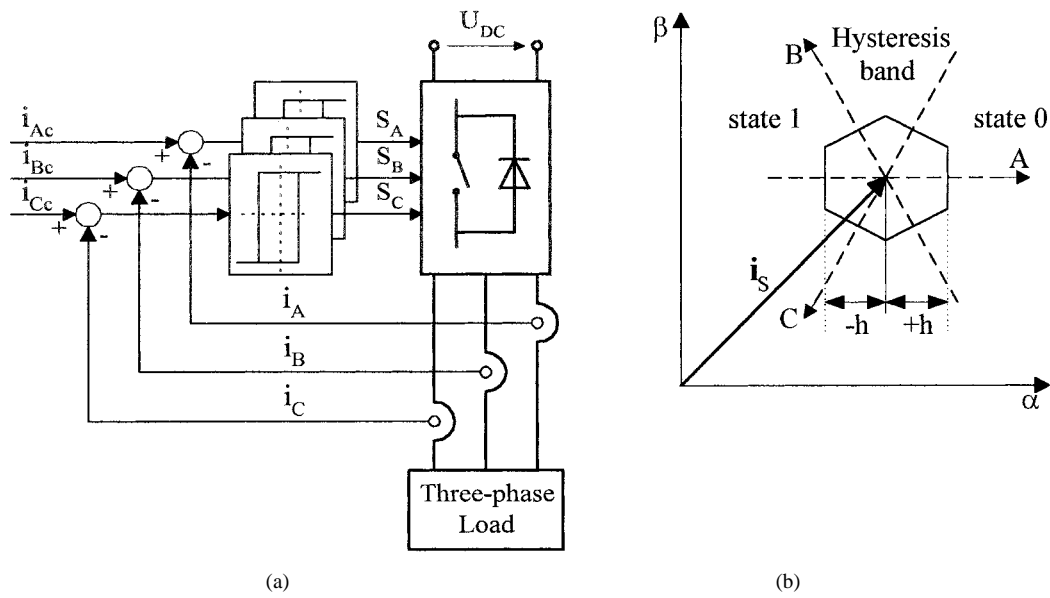 U_DC
i_Ac
i_Bc
i_Cc
+
-
+
-
+
-
S_A
S_B
S_C
i_A
i_B
i_C
Three-phase
Load
(a)
β
B
Hysteresis
band
state 1
state 0
A
i_S
C
-h
+h
α
(b)